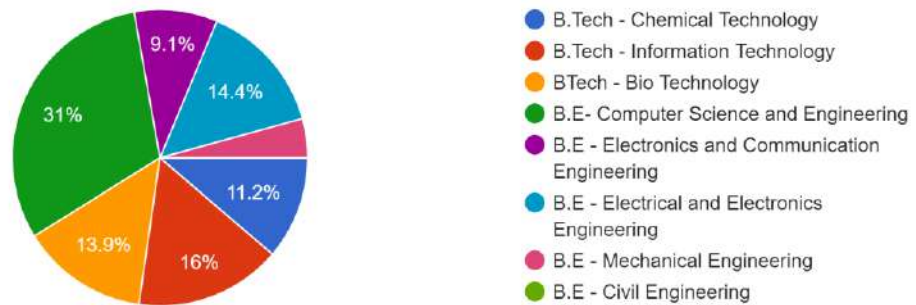 9.1%
14.4%
31%
11.2%
13.9%
16%
B.Tech - Chemical Technology
B.Tech - Information Technology
BTech - Bio Technology
B.E- Computer Science and Engineering
B.E - Electronics and Communication
Engineering
B.E - Electrical and Electronics
Engineering
B.E - Mechanical Engineering
B.E - Civil Engineering